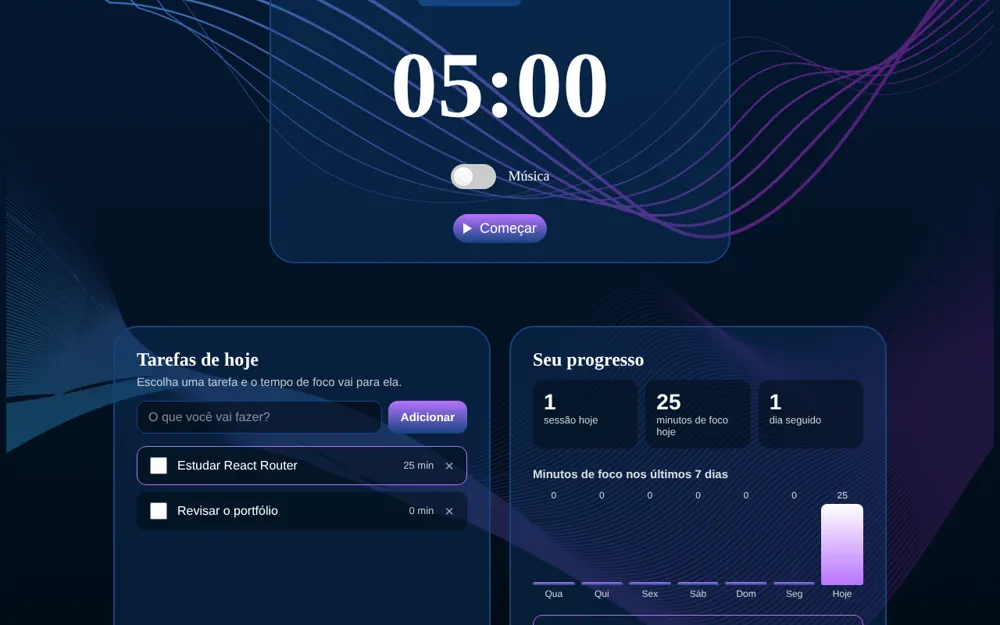 05:00
Música
Começar
Tarefas de hoje
Escolha uma tarefa e o tempo de foco vai para ela.
O que você vai fazer?
Adicionar
Estudar React Router 25 min ×
Revisar o portfólio 0 min ×
Seu progresso
1
sessão hoje
25
minutos de foco
hoje
1
dia seguido
Minutos de foco nos últimos 7 dias
0 0 0 0 0 0 25
Qua Qui Sex Sáb Dom Seg Hoje